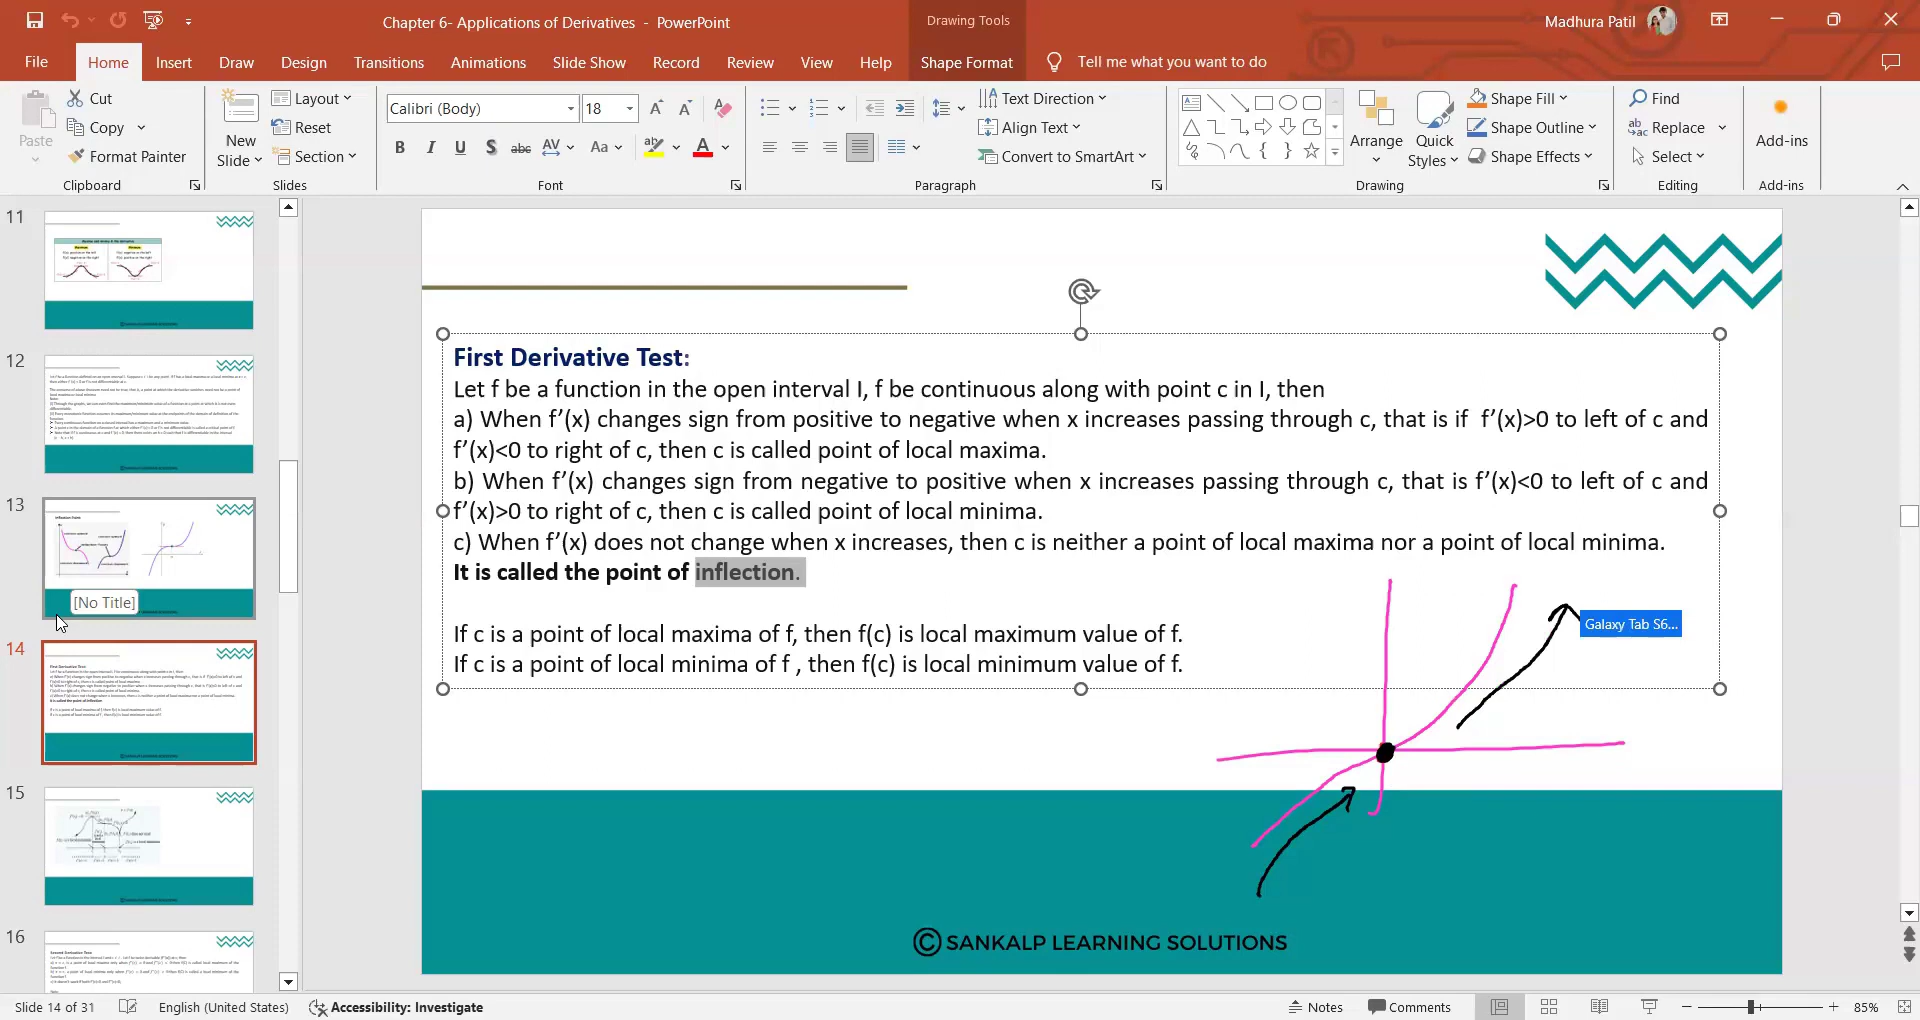 Chapter 6- Applications of Derivatives - PowerPoint
Drawing Tools
Madhura Patil
File Home Insert Draw Design Transitions Animations Slide Show Record Review View Help Shape Format Tell me what you want to do
Paste
Cut
Copy
Format Painter
Clipboard
New Slide
Layout
Reset
Section
Slides
Calibri (Body) 18
B I U S abc AV Aa A
Font
Text Direction
Align Text
Convert to SmartArt
Paragraph
Arrange
Quick Styles
Shape Fill
Shape Outline
Shape Effects
Drawing
Find
Replace
Select
Editing
Add-ins
Add-ins
11
12
13
Inflection Point
[No Title]
14
15
16
Second Derivative Test:
First Derivative Test:
Let f be a function in the open interval I, f be continuous along with point c in I, then
a) When f’(x) changes sign from positive to negative when x increases passing through c, that is if f’(x)>0 to left of c and
f’(x)<0 to right of c, then c is called point of local maxima.
b) When f’(x) changes sign from negative to positive when x increases passing through c, that is f’(x)<0 to left of c and
f’(x)>0 to right of c, then c is called point of local minima.
c) When f’(x) does not change when x increases, then c is neither a point of local maxima nor a point of local minima.
It is called the point of inflection.
If c is a point of local maxima of f, then f(c) is local maximum value of f.
If c is a point of local minima of f , then f(c) is local minimum value of f.
Galaxy Tab S6...
© SANKALP LEARNING SOLUTIONS
Slide 14 of 31 English (United States) Accessibility: Investigate Notes Comments 85%